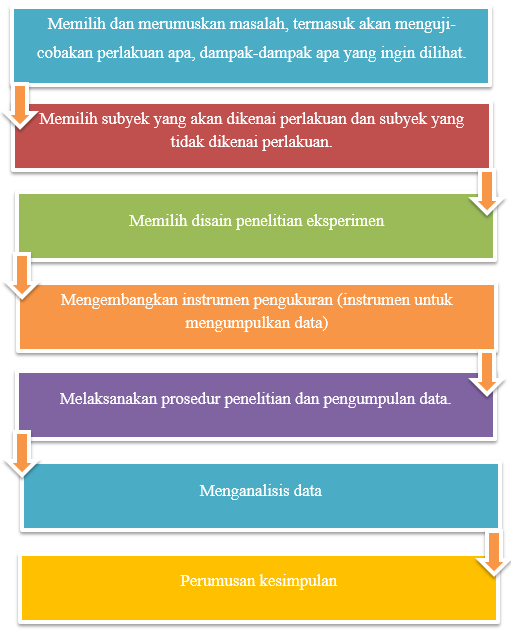 Memilih dan merumuskan masalah, termasuk akan menguji-
cobakan perlakuan apa, dampak-dampak apa yang ingin dilihat.
Memilih subyek yang akan dikenai perlakuan dan subyek yang
tidak dikenai perlakuan.
Memilih disain penelitian eksperimen
Mengembangkan instrumen pengukuran (instrumen untuk
mengumpulkan data)
Melaksanakan prosedur penelitian dan pengumpulan data.
Menganalisis data
Perumusan kesimpulan